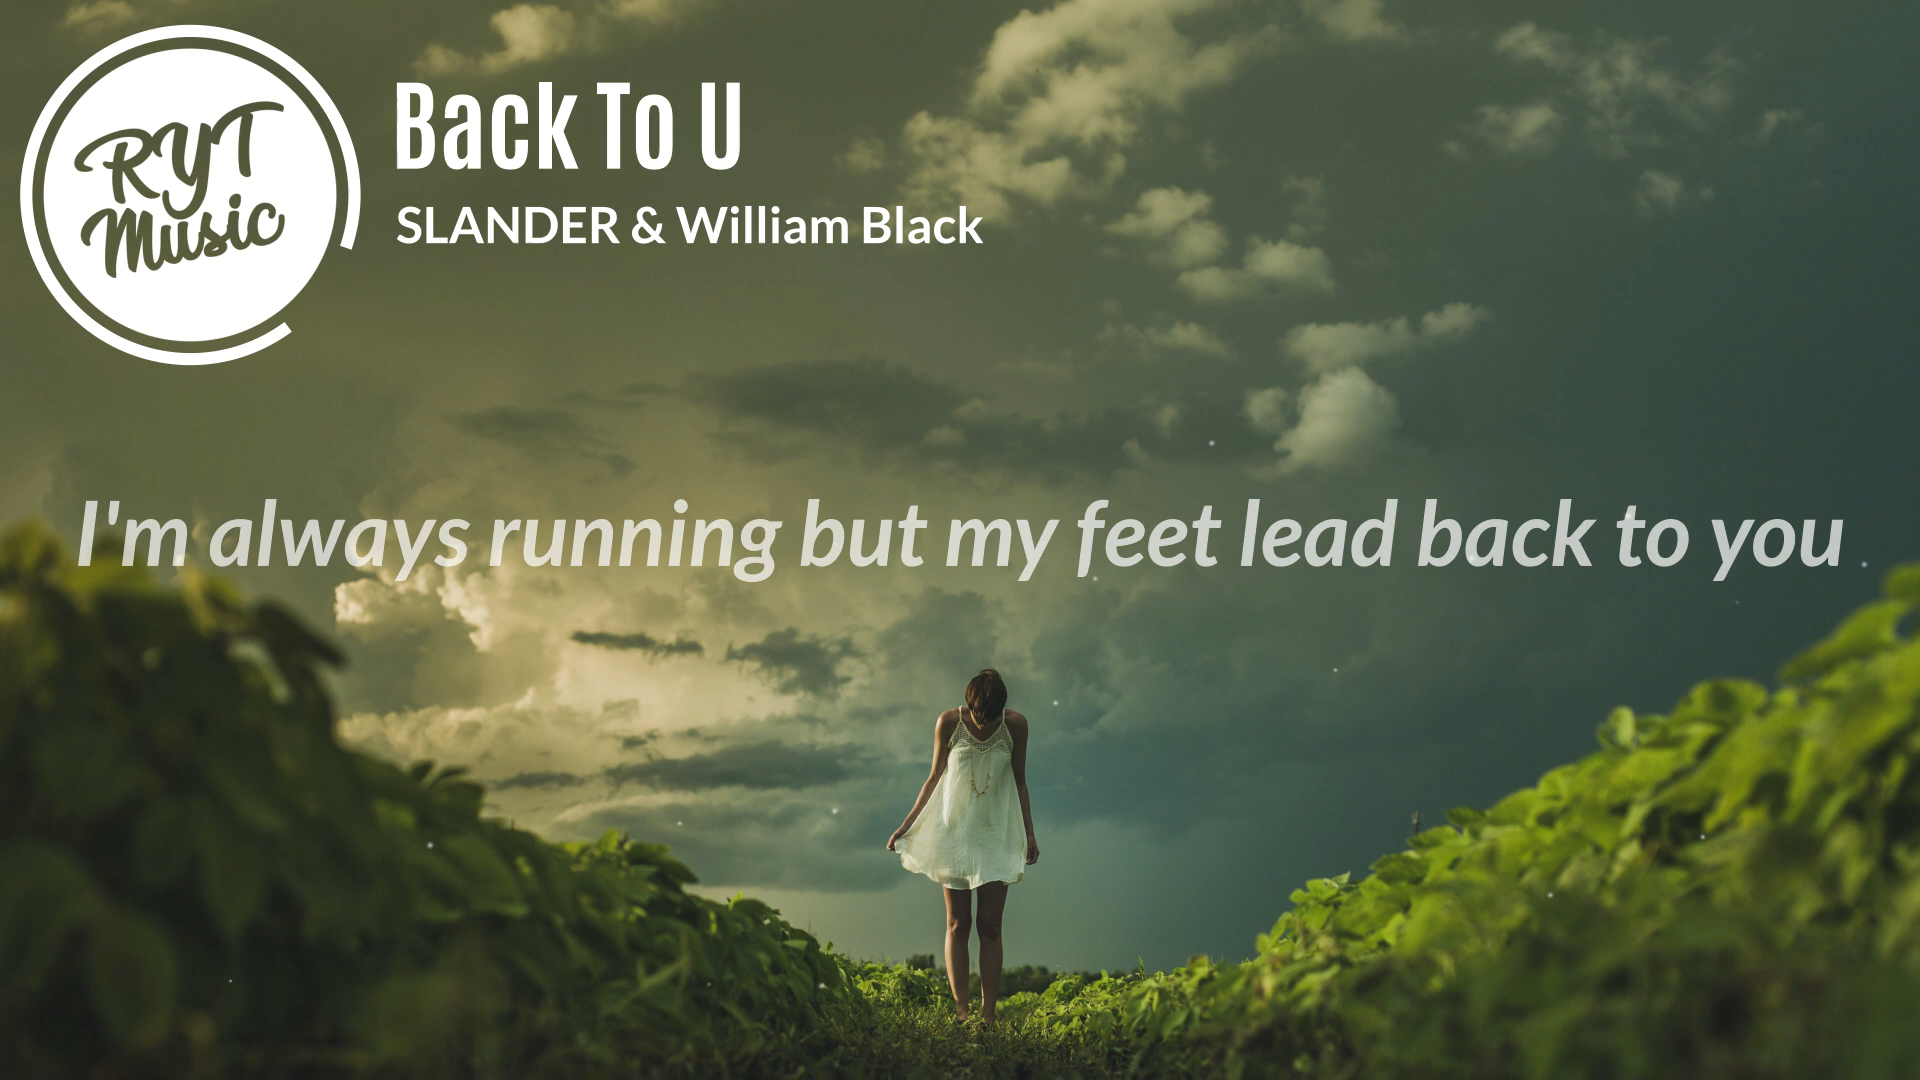 RYT
Music
Back To U
SLANDER & William Black
I'm always running but my feet lead back to you